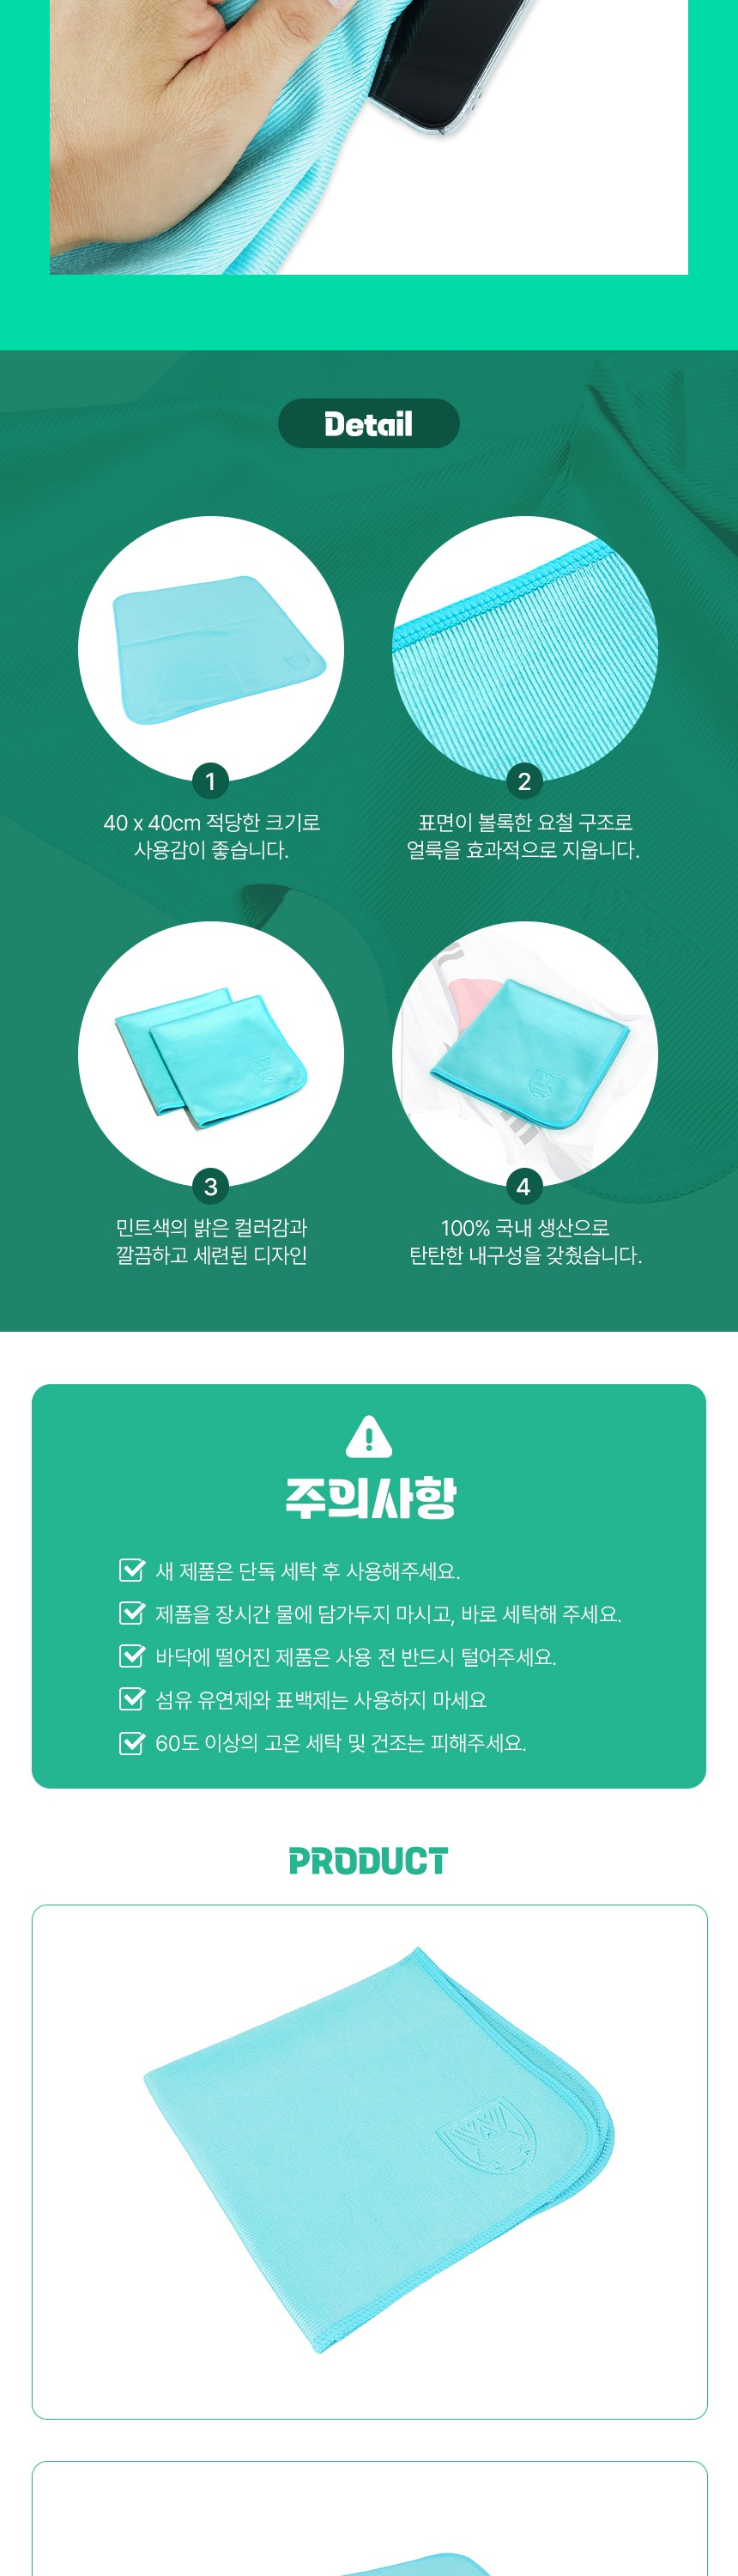 Detail
1
40 x 40cm 적당한 크기로
사용감이 좋습니다.
2
표면이 볼록한 요철 구조로
얼룩을 효과적으로 지웁니다.
3
민트색의 밝은 컬러감과
깔끔하고 세련된 디자인
4
100% 국내 생산으로
탄탄한 내구성을 갖췄습니다.
주의사항
새 제품은 단독 세탁 후 사용해주세요.
제품을 장시간 물에 담가두지 마시고, 바로 세탁해 주세요.
바닥에 떨어진 제품은 사용 전 반드시 털어주세요.
섬유 유연제와 표백제는 사용하지 마세요
60도 이상의 고온 세탁 및 건조는 피해주세요.
PRODUCT